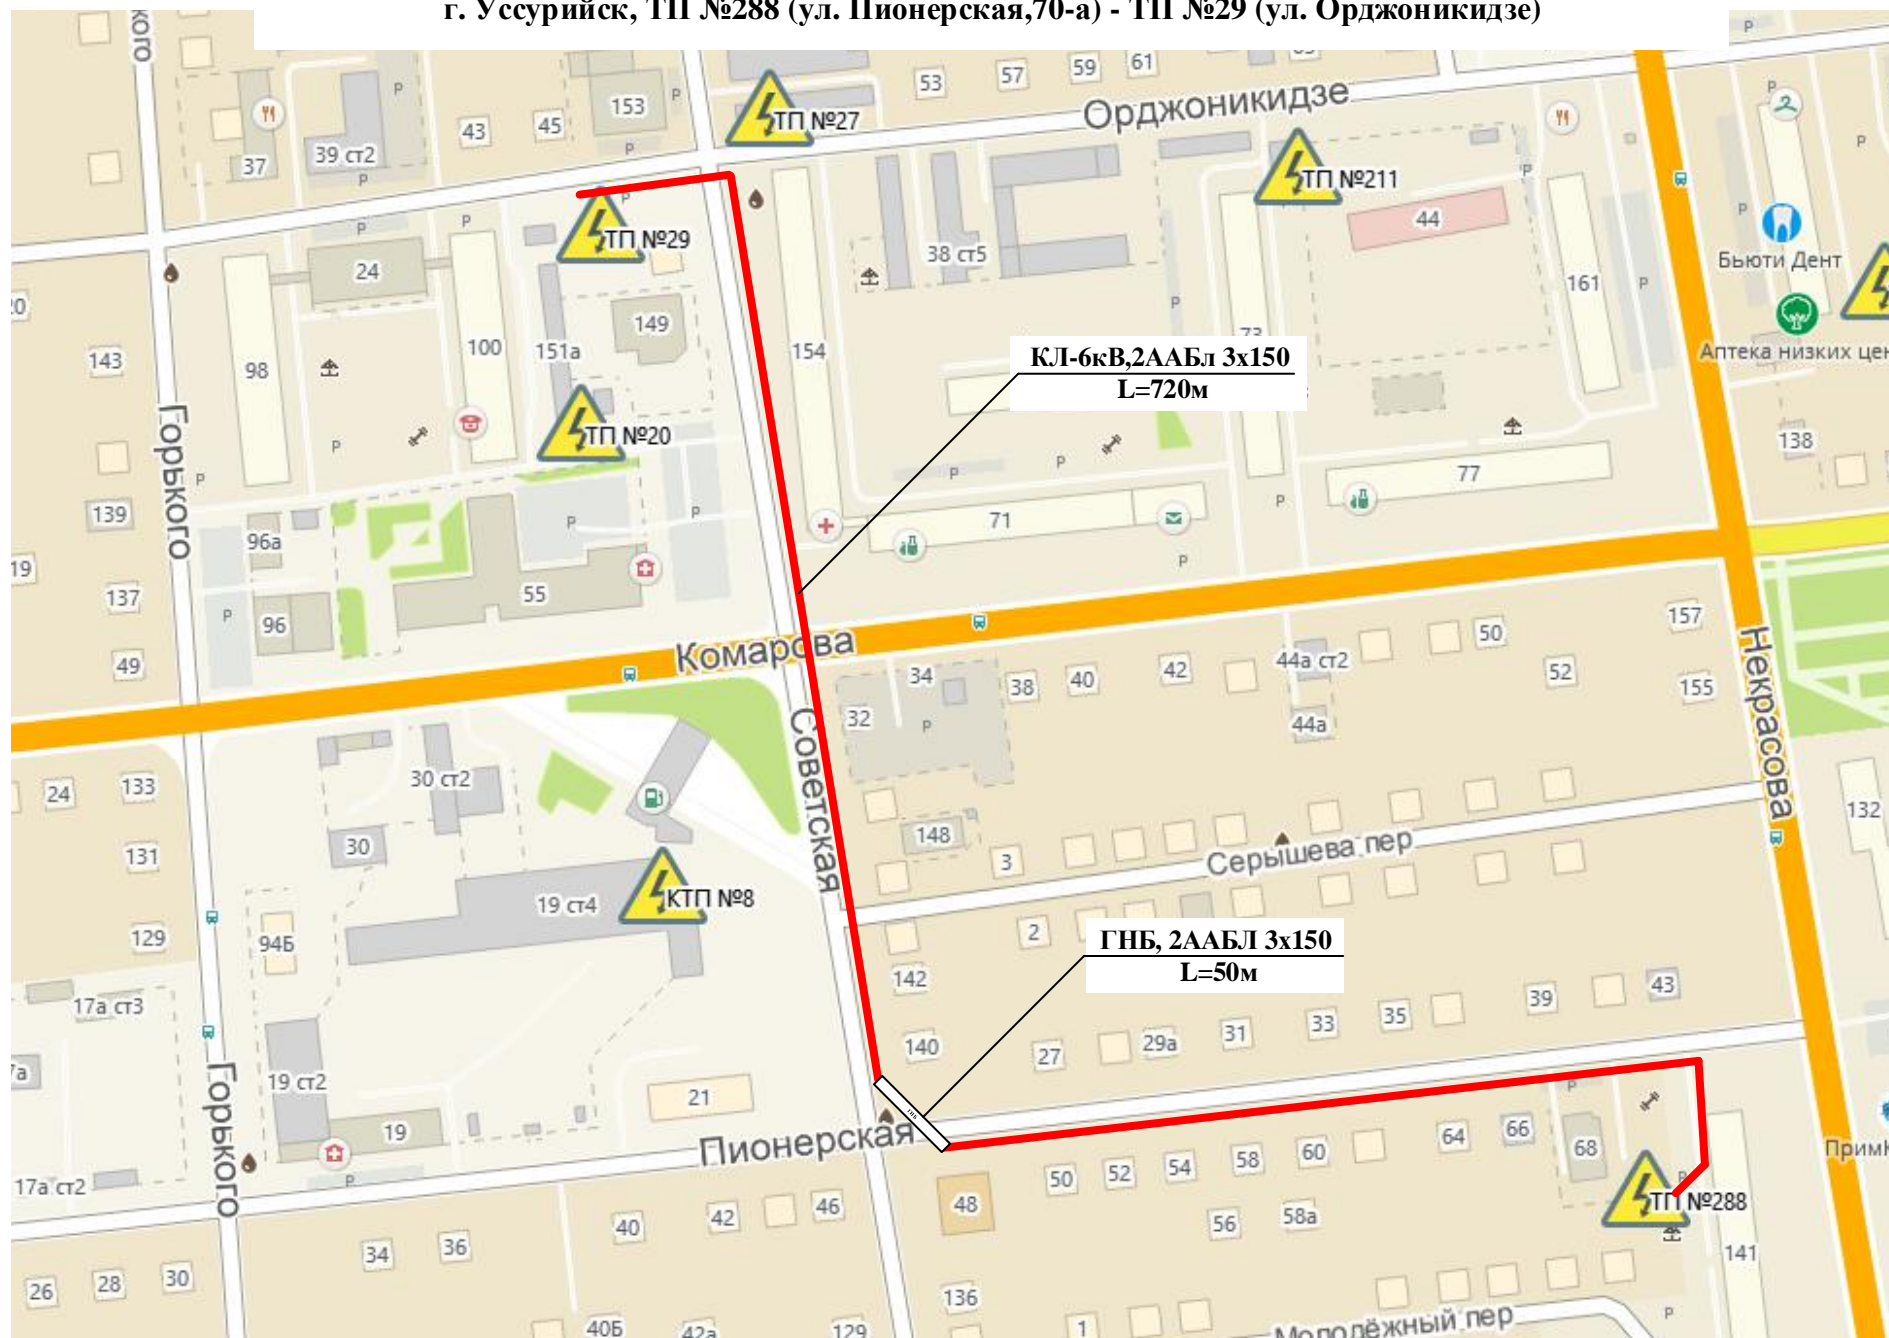 г. Уссурийск, ТП №288 (ул. Пионерская,70-а) - ТП №29 (ул. Орджоникидзе)
кого
P
53
57
59
61
153
P
P
ТП №27
Орджоникидзе
43
45
P
37
39 ст2
P
P
P
ТП №211
44
P
P
P
Бьюти Дент
P
ТП №29
P
P
24
38 ст5
161
P
P
149
143
98
100
151а
154
73
КЛ-6кВ,2ААБл 3х150
L=720м
Аптека низких цен
Горького
P
ТП №20
P
P
P
77
138
139
P
P
71
P
96а
55
P
19
137
P
96
49
Комарова
50
157
34
38
40
42
44а ст2
52
155
Некрасова
32
P
44а
Советская
30 ст2
24
133
132
148
Серышева пер
30
131
3
19 ст4
КТП №8
2
129
94Б
ГНБ, 2ААБЛ 3х150
L=50м
142
17а ст3
39
43
33
35
31
29а
27
140
7а
19 ст2
Горького
21
ГНБ
P
19
Пионерская
64
66
68
60
58
54
52
50
P
P
17а ст2
48
46
42
40
ТП №288
56
58а
36
34
141
30
28
26
136
P
40Б
42а
129
1
Молодёжный пер